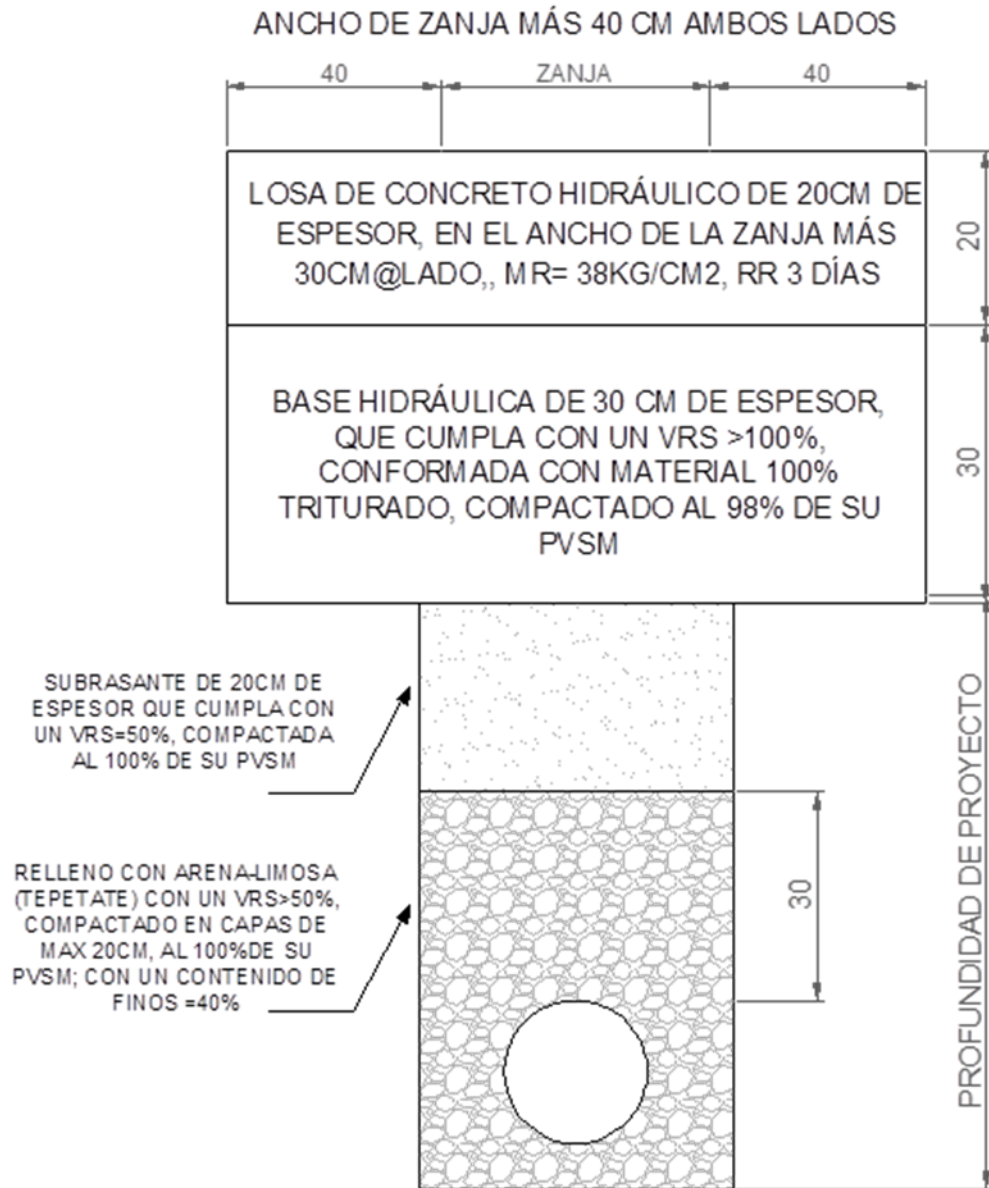 ANCHO DE ZANJA MÁS 40 CM AMBOS LADOS
40
ZANJA
40
LOSA DE CONCRETO HIDRÁULICO DE 20CM DE
ESPESOR, EN EL ANCHO DE LA ZANJA MÁS
30CM@LADO,, MR= 38KG/CM2, RR 3 DÍAS
20
BASE HIDRÁULICA DE 30 CM DE ESPESOR,
QUE CUMPLA CON UN VRS >100%,
CONFORMADA CON MATERIAL 100%
TRITURADO, COMPACTADO AL 98% DE SU
PVSM
30
SUBRASANTE DE 20CM DE
ESPESOR QUE CUMPLA CON
UN VRS=50%, COMPACTADA
AL 100% DE SU PVSM
RELLENO CON ARENA-LIMOSA
(TEPETATE) CON UN VRS>50%,
COMPACTADO EN CAPAS DE
MAX 20CM, AL 100%DE SU
PVSM; CON UN CONTENIDO DE
FINOS =40%
30
PROFUNDIDAD DE PROYECTO